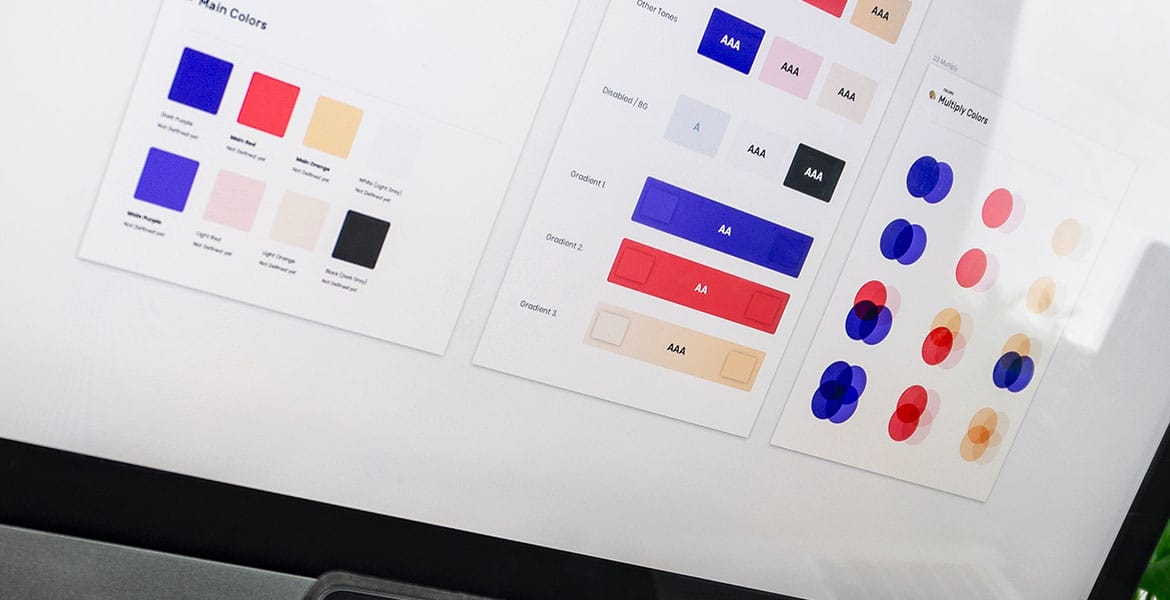 Main Colors
Dark Purple
Not Defined yet
Main Red
Not Defined yet
Main Orange
Not Defined yet
White (Light Grey)
Not Defined yet
Main Purple
Not Defined yet
Light Red
Not Defined yet
Light Orange
Not Defined yet
Black (Dark Grey)
Not Defined yet
Other Tones
AAA
AAA
AAA
AAA
Disabled / BG
A
AAA
AAA
Gradient 1.
AA
Gradient 2.
AA
Gradient 3.
AAA
03 Multiply
Multiply Colors